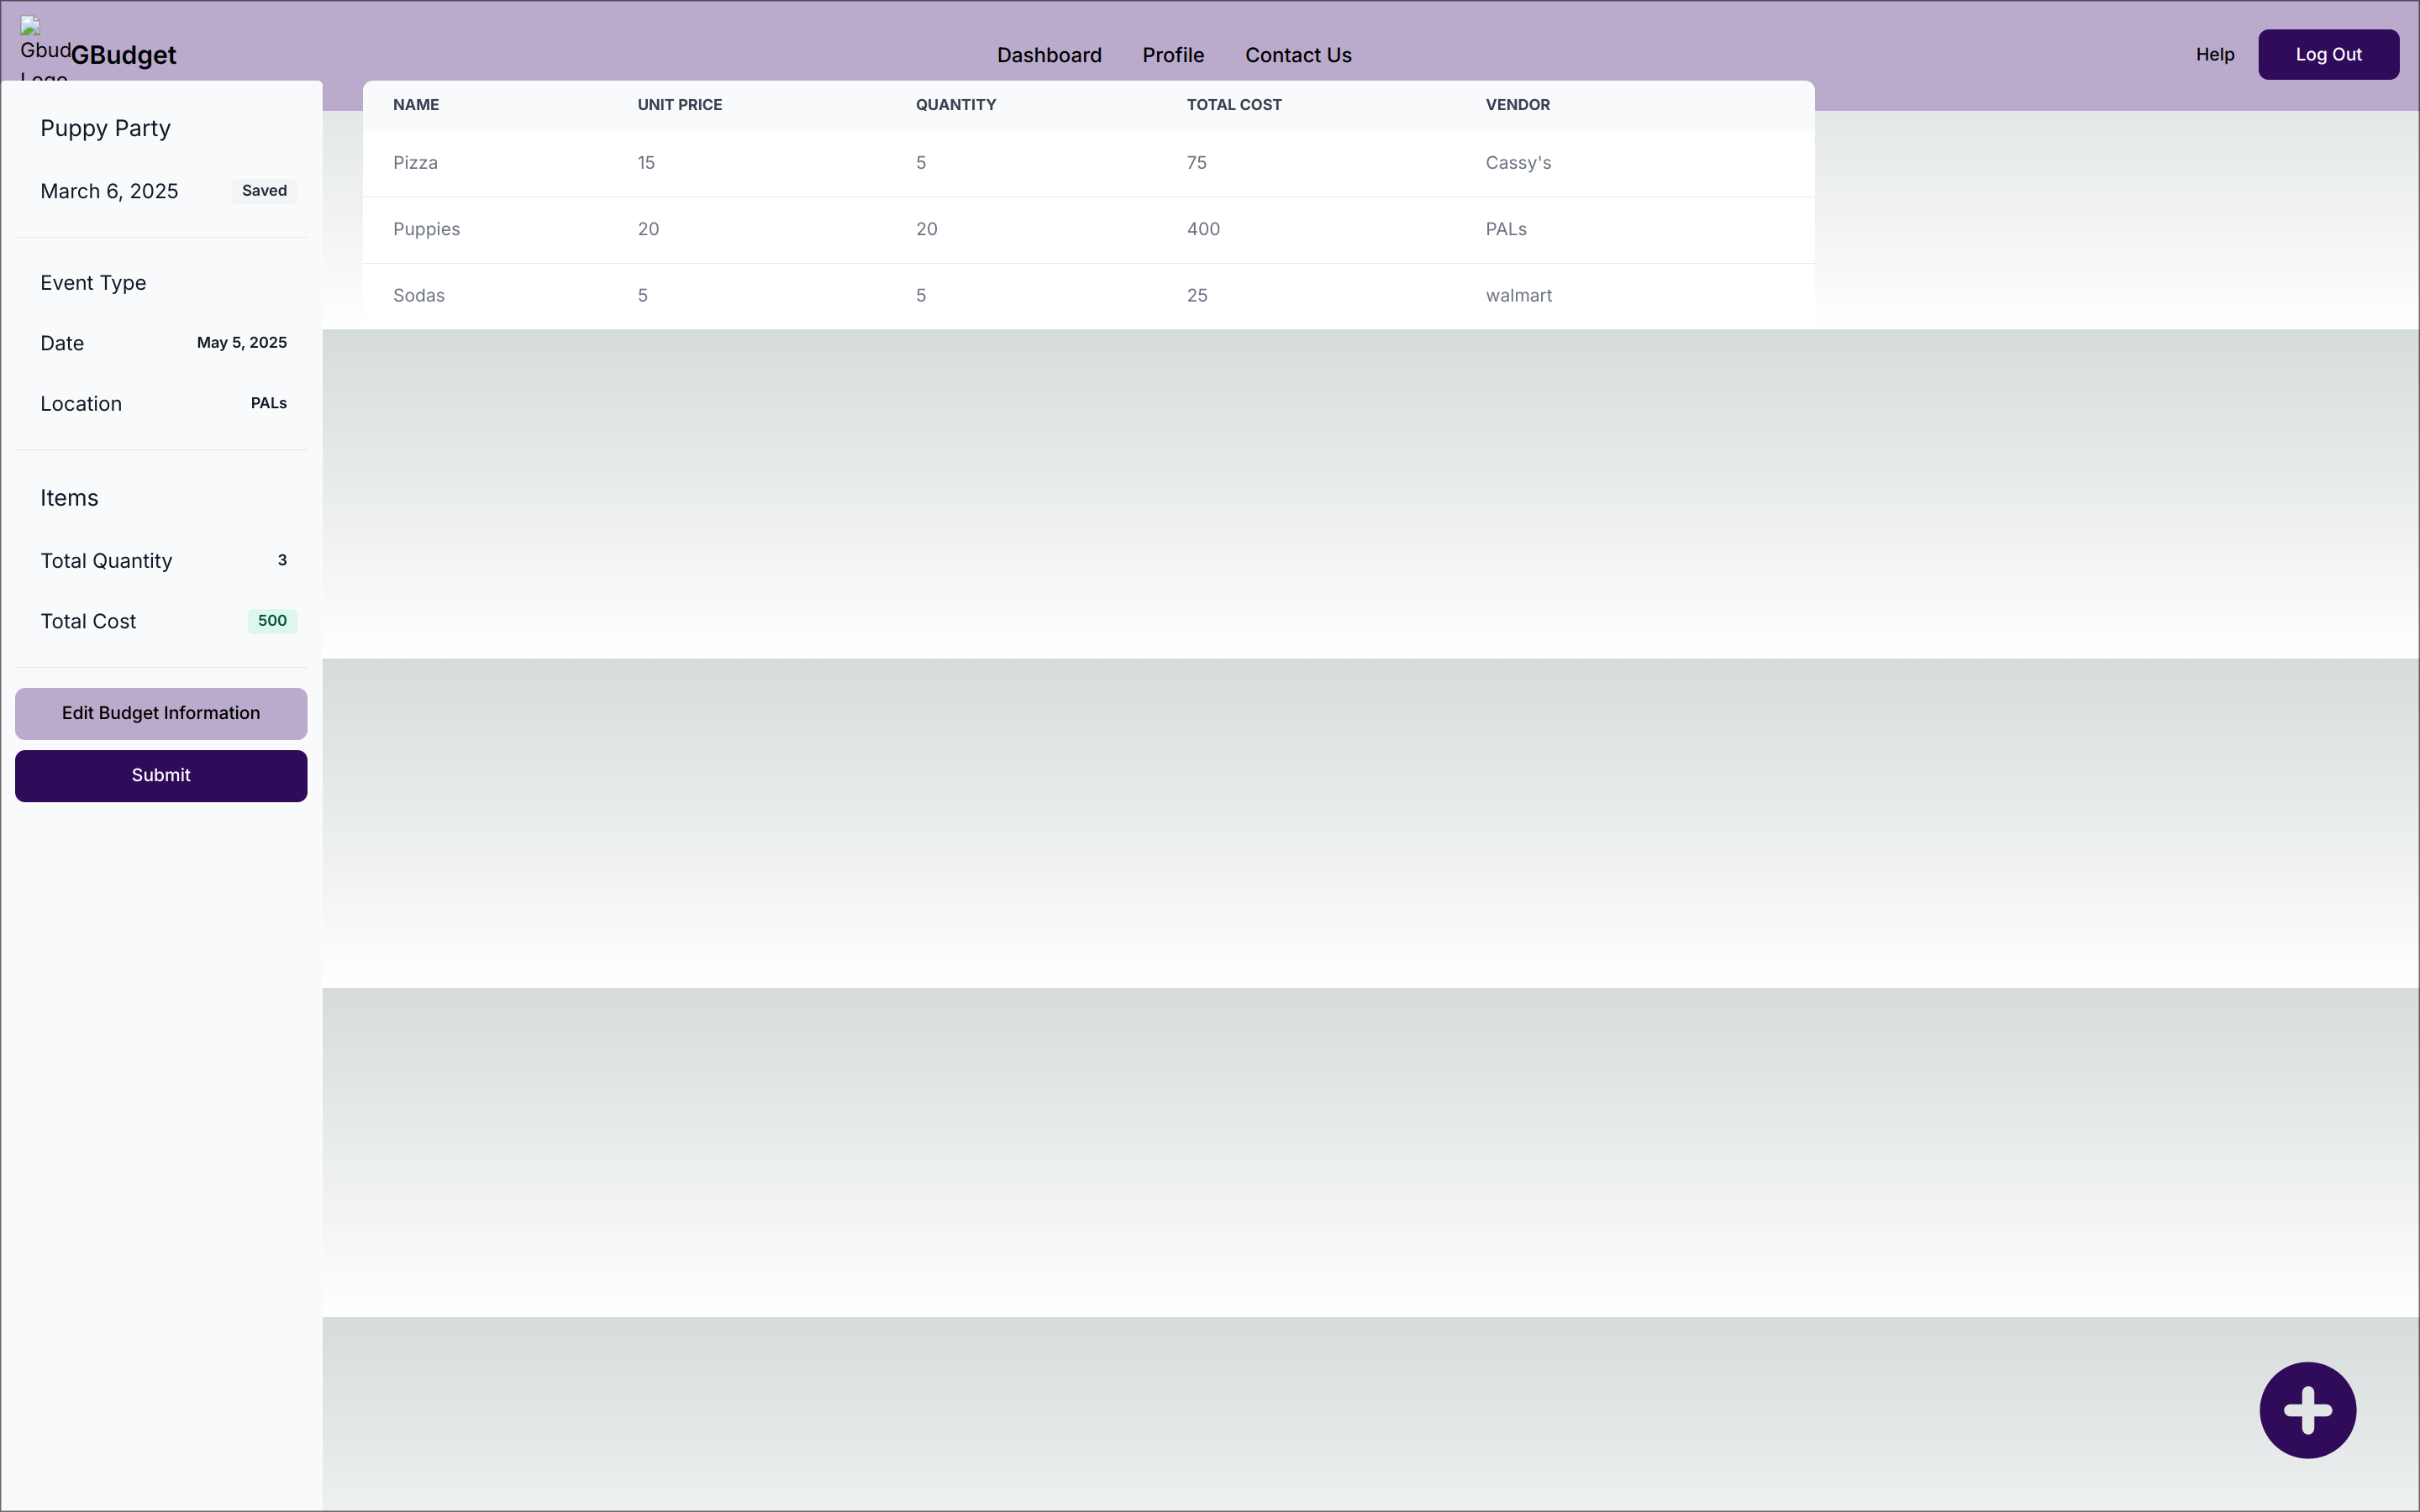 Gbud
Logo
GBudget
Dashboard Profile Contact Us
Help Log Out
Puppy Party
March 6, 2025 Saved
Event Type
Date May 5, 2025
Location PALs
Items
Total Quantity 3
Total Cost 500
Edit Budget Information
Submit
NAME UNIT PRICE QUANTITY TOTAL COST VENDOR
Pizza 15 5 75 Cassy's
Puppies 20 20 400 PALs
Sodas 5 5 25 walmart